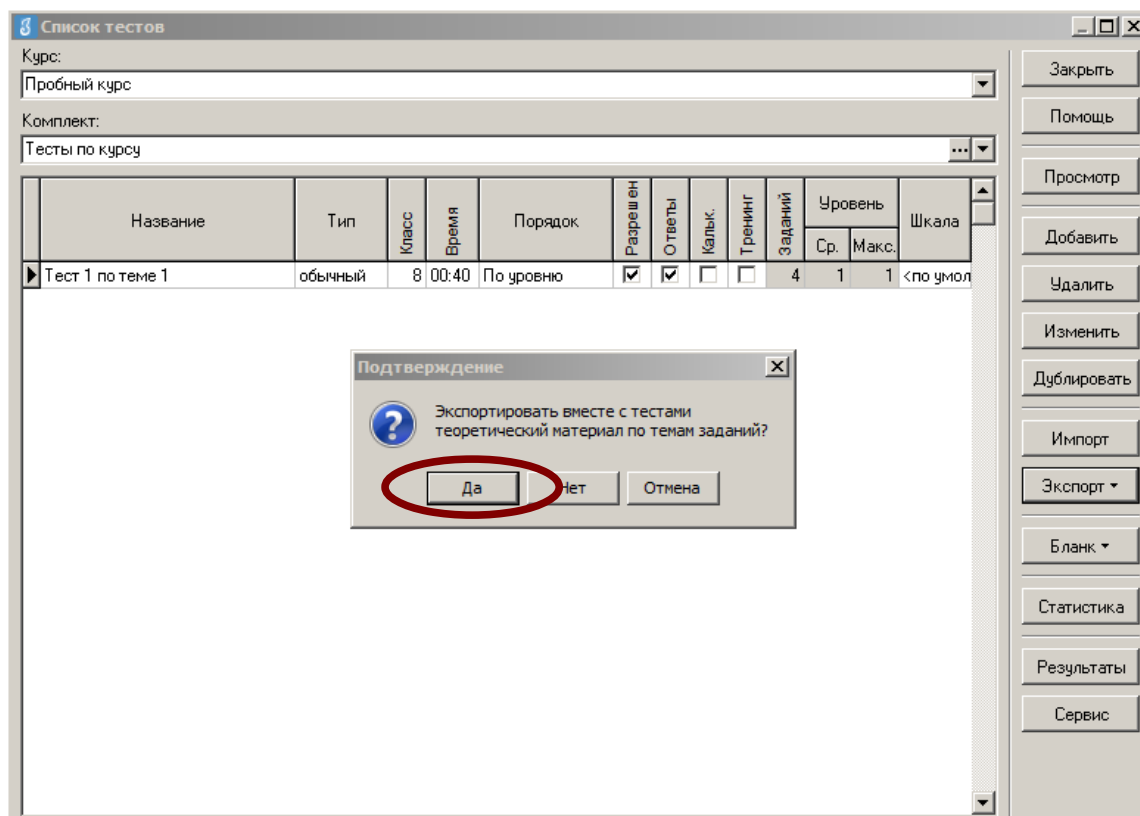 Список тестов
Курс:
Пробный курс
Комплект:
Тесты по курсу
Название Тип Класс Время Порядок Разрешен Ответы Кальк. Тренинг Заданий Уровень Шкала
Ср. Макс.
Тест 1 по теме 1 обычный 8 00:40 По уровню 4 1 1 <по умол
Подтверждение
Экспортировать вместе с тестами
теоретический материал по темам заданий?
Да Нет Отмена
Закрыть
Помощь
Просмотр
Добавить
Удалить
Изменить
Дублировать
Импорт
Экспорт
Бланк
Статистика
Результаты
Сервис